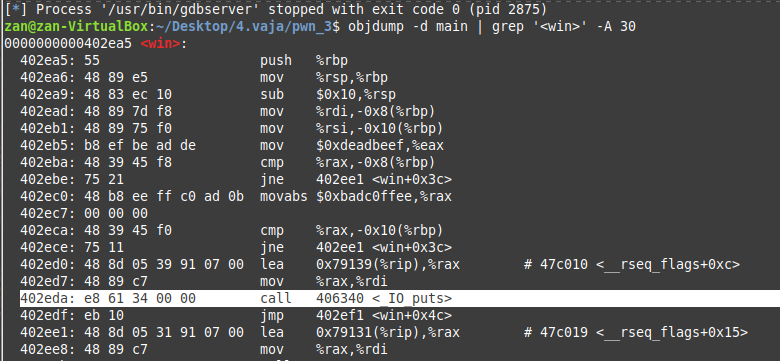 [*] Process '/usr/bin/gdbserver' stopped with exit code 0 (pid 2875)
zan@zan-VirtualBox:~/Desktop/4.vaja/pwn_3$ objdump -d main | grep '<win>' -A 30
0000000000402ea5 <win>:
402ea5: 55 push %rbp
402ea6: 48 89 e5 mov %rsp,%rbp
402ea9: 48 83 ec 10 sub $0x10,%rsp
402ead: 48 89 7d f8 mov %rdi,-0x8(%rbp)
402eb1: 48 89 75 f0 mov %rsi,-0x10(%rbp)
402eb5: b8 ef be ad de mov $0xdeadbeef,%eax
402eba: 48 39 45 f8 cmp %rax,-0x8(%rbp)
402ebe: 75 21 jne 402ee1 <win+0x3c>
402ec0: 48 b8 ee ff c0 ad 0b movabs $0xbadc0ffee,%rax
402ec7: 00 00 00
402eca: 48 39 45 f0 cmp %rax,-0x10(%rbp)
402ece: 75 11 jne 402ee1 <win+0x3c>
402ed0: 48 8d 05 39 91 07 00 lea 0x79139(%rip),%rax # 47c010 <__rseq_flags+0xc>
402ed7: 48 89 c7 mov %rax,%rdi
402eda: e8 61 34 00 00 call 406340 <_IO_puts>
402edf: eb 10 jmp 402ef1 <win+0x4c>
402ee1: 48 8d 05 31 91 07 00 lea 0x79131(%rip),%rax # 47c019 <__rseq_flags+0x15>
402ee8: 48 89 c7 mov %rax,%rdi